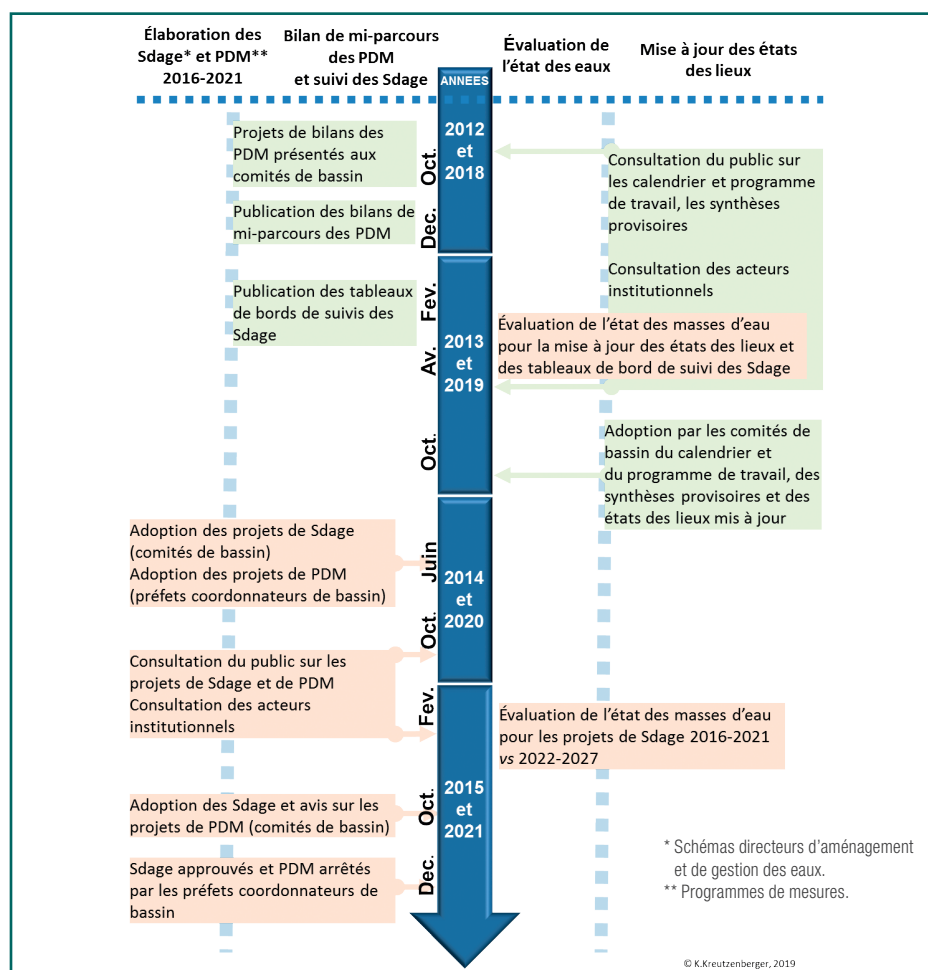 Élaboration des
Sdage* et PDM**
2016-2021
Bilan de mi-parcours
des PDM
et suivi des Sdage
Évaluation de
l'état des eaux
Mise à jour des états
des lieux
ANNEES
2012
et
2018
Oct.
Projets de bilans des
PDM présentés aux
comités de bassin
Dec.
Publication des bilans de
mi-parcours des PDM
Consultation du public sur
les calendrier et programme
de travail, les synthèses
provisoires
Consultation des acteurs
institutionnels
2013
et
2019
Fev.
Publication des tableaux
de bords de suivis des
Sdage
Av.
Évaluation de l'état des masses d'eau
pour la mise à jour des états des lieux et
des tableaux de bord de suivi des Sdage
Oct.
Adoption par les comités de
bassin du calendrier et
du programme de travail, des
synthèses provisoires et des
états des lieux mis à jour
2014
et
2020
Juin
Adoption des projets de Sdage
(comités de bassin)
Adoption des projets de PDM
(préfets coordonnateurs de bassin)
Oct.
Consultation du public sur les
projets de Sdage et de PDM
Consultation des acteurs
institutionnels
Fev.
Évaluation de l'état des masses d'eau
pour les projets de Sdage 2016-2021
vs 2022-2027
2015
et
2021
Oct.
Adoption des Sdage et avis sur les
projets de PDM (comités de bassin)
Dec.
Sdage approuvés et PDM arrêtés
par les préfets coordonnateurs de
bassin
* Schémas directeurs d'aménagement
et de gestion des eaux.
** Programmes de mesures.
© K.Kreutzenberger, 2019